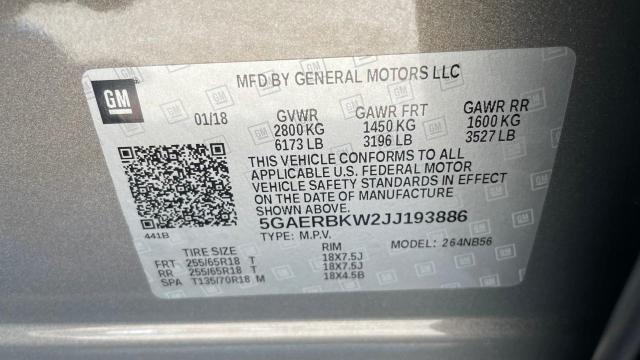 GM
MFD BY GENERAL MOTORS LLC
01/18 GVWR GAWR FRT GAWR RR
2800 KG 1450 KG 1600 KG
6173 LB 3196 LB 3527 LB
THIS VEHICLE CONFORMS TO ALL
APPLICABLE U.S. FEDERAL MOTOR
VEHICLE SAFETY STANDARDS IN EFFECT
ON THE DATE OF MANUFACTURE
SHOWN ABOVE.
5GAERBKW2JJ193886
441B TYPE: M.P.V. MODEL: 264NB56
TIRE SIZE RIM
FRT 255/65R18 T 18X7.5J
RR 255/65R18 T 18X7.5J
SPA T135/70R18 M 18X4.5B